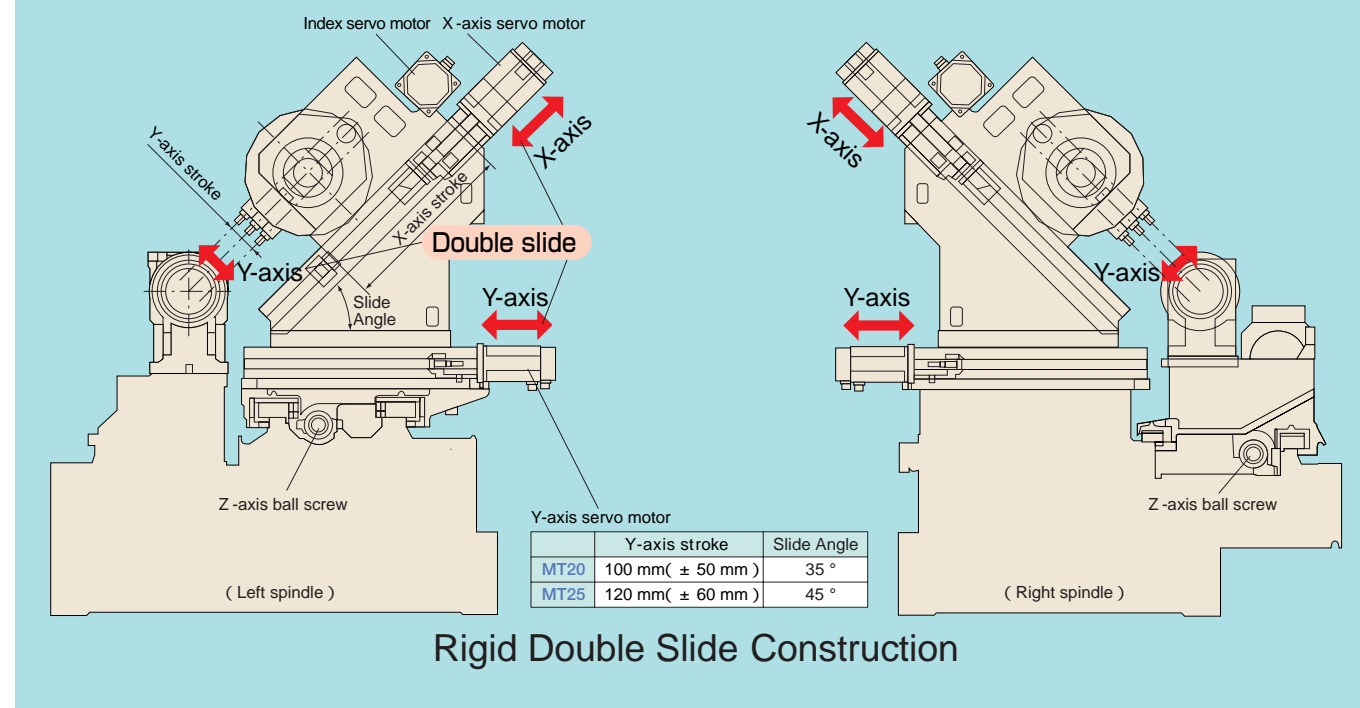 Index servo motor X -axis servo motor
Y-axis stroke
X-axis
X-axis stroke
Double slide
Y-axis
Slide
Angle
Y-axis
Z -axis ball screw
( Left spindle )
X-axis
Y-axis
Y-axis
Z -axis ball screw
( Right spindle )
Y-axis servo motor
Y-axis stroke Slide Angle
MT20 100 mm( ± 50 mm ) 35 °
MT25 120 mm( ± 60 mm ) 45 °
Rigid Double Slide Construction